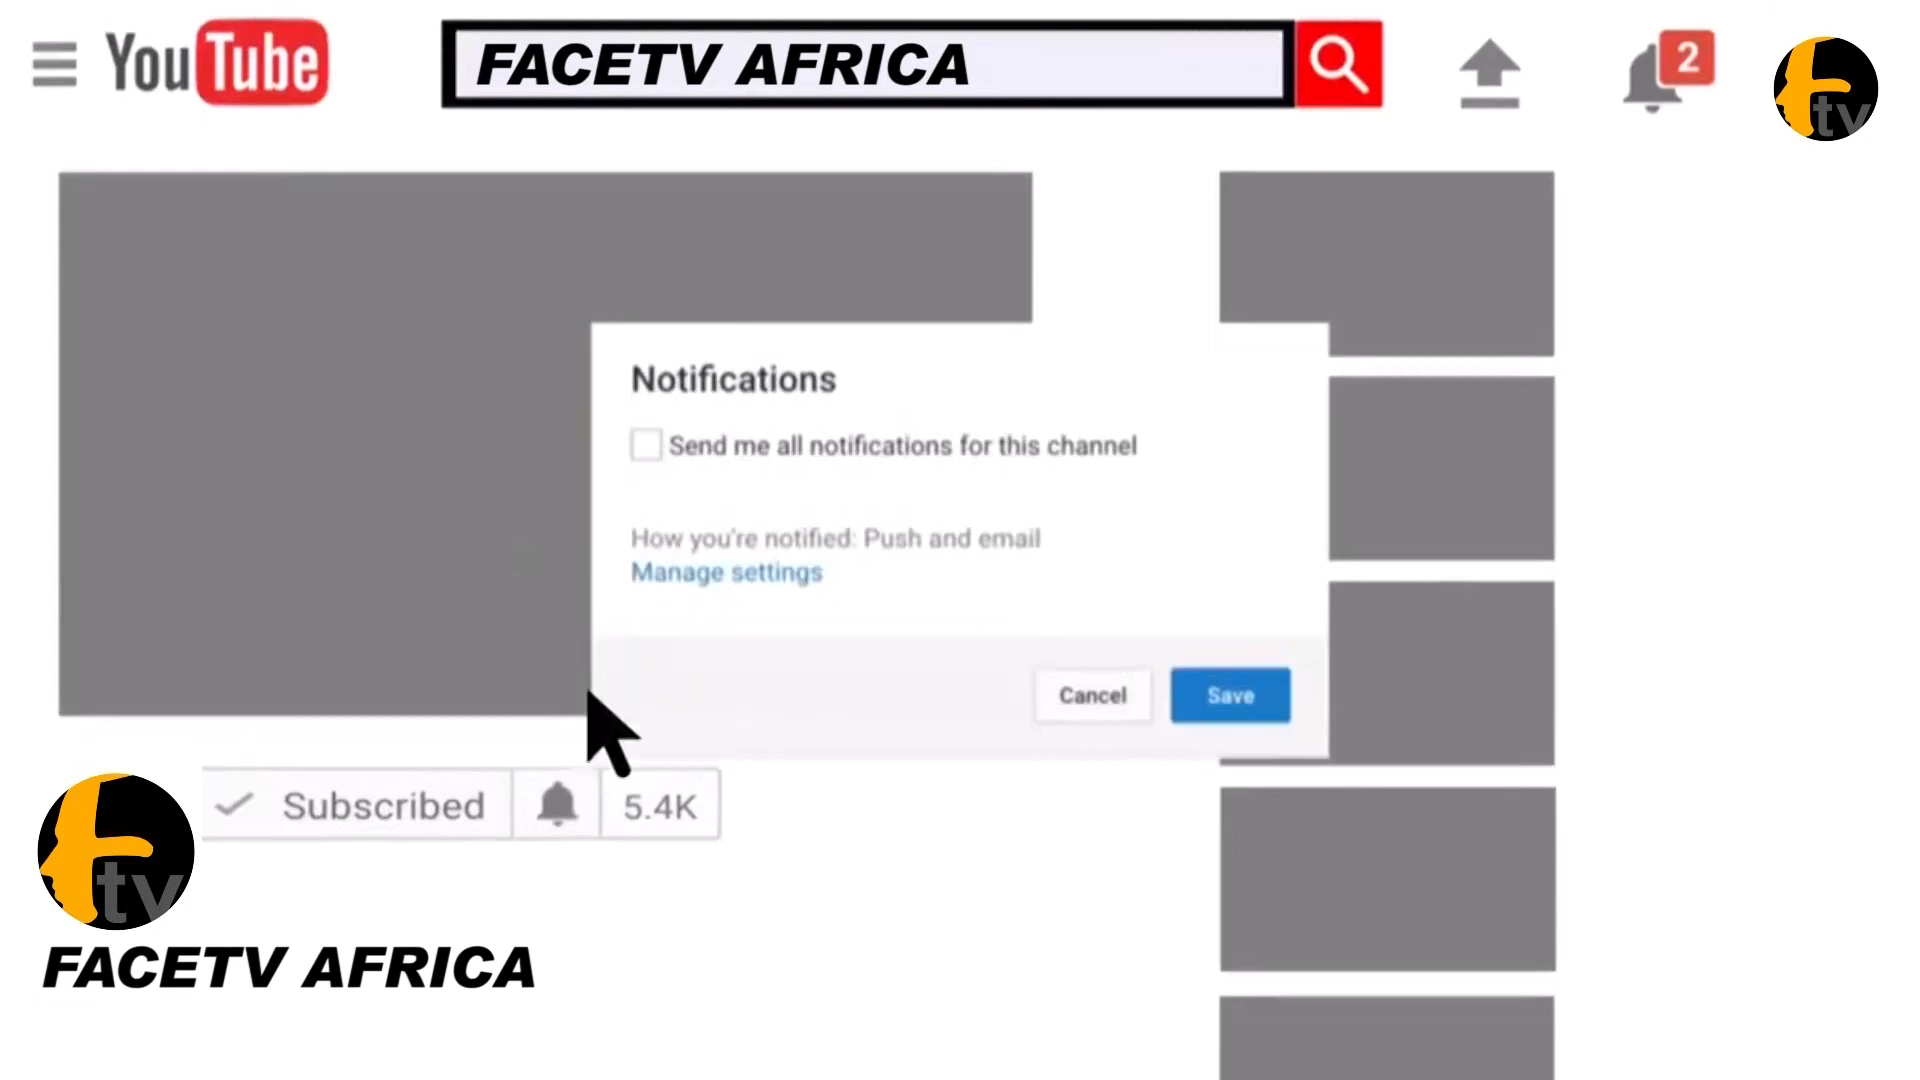 YouTube
FACETV AFRICA
2
tv
Notifications
Send me all notifications for this channel
How you're notified: Push and email
Manage settings
Cancel
Save
Subscribed
5.4K
tv
FACETV AFRICA